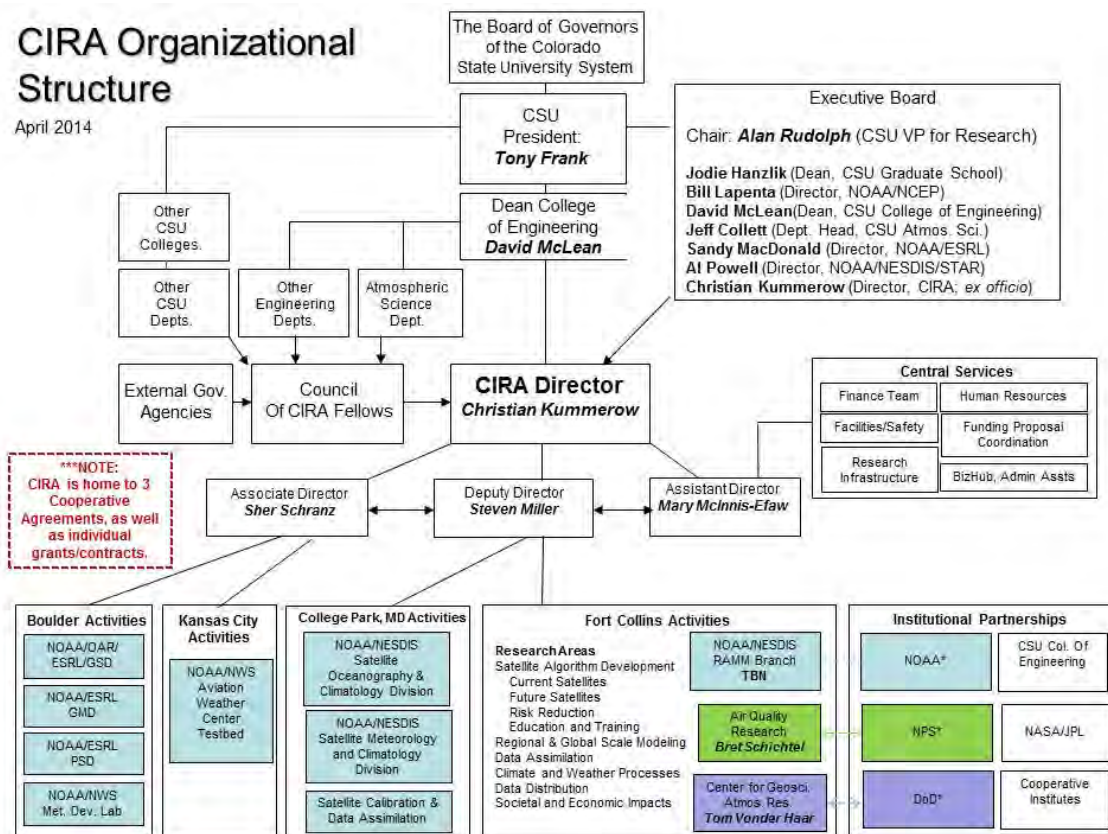 CIRA Organizational
Structure
April 2014
The Board of Governors
of the Colorado
State University System
CSU
President:
Tony Frank
Executive Board
Chair: Alan Rudolph (CSU VP for Research)
Jodie Hanzlik (Dean, CSU Graduate School)
Bill Lapenta (Director, NOAA/NCEP)
David McLean(Dean, CSU College of Engineering)
Jeff Collett (Dept. Head, CSU Atmos. Sci.)
Sandy MacDonald (Director, NOAA/ESRL)
Al Powell (Director, NOAA/NESDIS/STAR)
Christian Kummerow (Director, CIRA; ex officio)
Other
CSU
Colleges.
Dean College
of Engineering
David McLean
Other
CSU
Depts.
Other
Engineering
Depts.
Atmospheric
Science
Dept.
External Gov.
Agencies
Council
Of CIRA Fellows
CIRA Director
Christian Kummerow
Central Services
Finance Team
Human Resources
Facilities/Safety
Funding Proposal
Coordination
Research
Infrastructure
BizHub, Admin Assts
***NOTE:
CIRA is home to 3
Cooperative
Agreements, as well
as individual
grants/contracts.
Associate Director
Sher Schranz
Deputy Director
Steven Miller
Assistant Director
Mary McInnis-Efaw
Boulder Activities
NOAA/OAR/
ESRL/GSD
NOAA/ESRL
GMD
NOAA/ESRL
PSD
NOAA/NWS
Met. Dev. Lab
Kansas City
Activities
NOAA/NWS
Aviation
Weather
Center
Testbed
College Park, MD Activities
NOAA/NESDIS
Satellite
Oceanography &
Climatology Division
NOAA/NESDIS
Satellite Meteorology
and Climatology
Division
Satellite Calibration &
Data Assimilation
Fort Collins Activities
Research Areas
Satellite Algorithm Development
Current Satellites
Future Satellites
Risk Reduction
Education and Training
Regional & Global Scale Modeling
Data Assimilation
Climate and Weather Processes
Data Distribution
Societal and Economic Impacts
NOAA/NESDIS
RAMM Branch
TBN
Air Quality
Research
Bret Schichtel
Center for Geosci.
Atmos. Res.
Tom Vonder Haar
Institutional Partnerships
NOAA*
CSU Col. Of
Engineering
NPS*
NASA/JPL
DoD*
Cooperative
Institutes